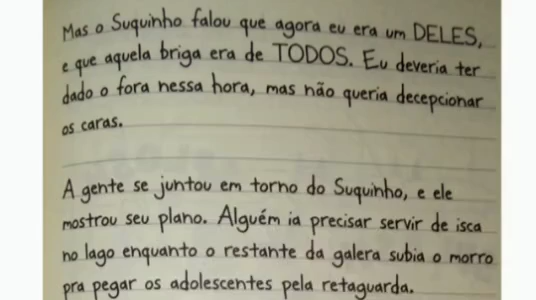 Mas o Suquinho falou que agora eu era um DELES,
e que aquela briga era de TODOS. Eu deveria ter
dado o fora nessa hora, mas não queria decepcionar
os caras.
A gente se juntou em torno do Suquinho, e ele
mostrou seu plano. Alguém ia precisar servir de isca
no lago enquanto o restante da galera subia o morro
pra pegar os adolescentes pela retaguarda.